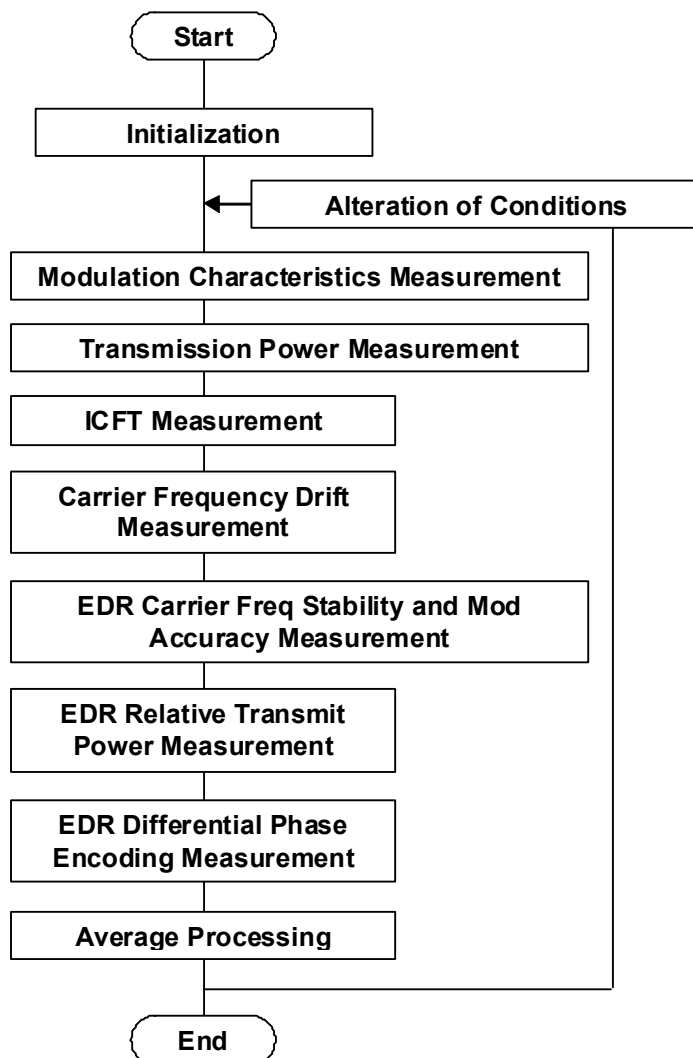 Start
Initialization
Alteration of Conditions
Modulation Characteristics Measurement
Transmission Power Measurement
ICFT Measurement
Carrier Frequency Drift
Measurement
EDR Carrier Freq Stability and Mod
Accuracy Measurement
EDR Relative Transmit
Power Measurement
EDR Differential Phase
Encoding Measurement
Average Processing
End